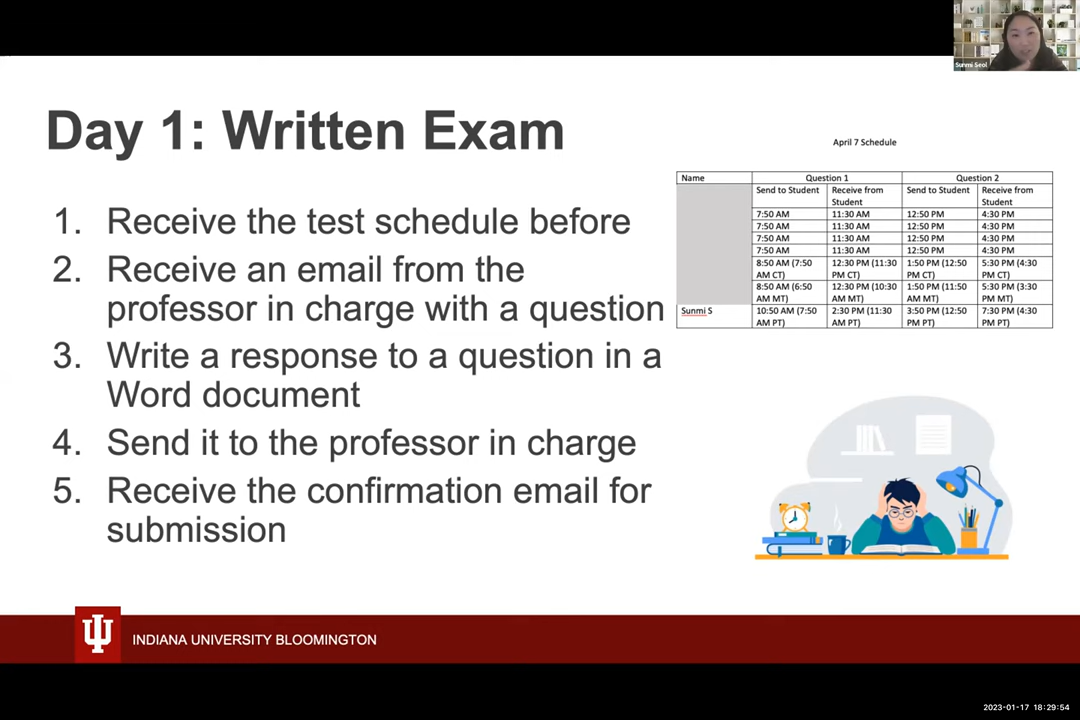 Sunmi Seol
Day 1: Written Exam
1. Receive the test schedule before
2. Receive an email from the
professor in charge with a question
3. Write a response to a question in a
Word document
4. Send it to the professor in charge
5. Receive the confirmation email for
submission
April 7 Schedule
Name Question 1 Question 2
Send to Student Receive from Student Send to Student Receive from Student
7:50 AM 11:30 AM 12:50 PM 4:30 PM
7:50 AM 11:30 AM 12:50 PM 4:30 PM
7:50 AM 11:30 AM 12:50 PM 4:30 PM
7:50 AM 11:30 AM 12:50 PM 4:30 PM
8:50 AM (7:50 AM CT) 12:30 PM (11:30 PM CT) 1:50 PM (12:50 PM CT) 5:30 PM (4:30 PM CT)
8:50 AM (6:50 AM MT) 12:30 PM (10:30 AM MT) 1:50 PM (11:50 AM MT) 5:30 PM (3:30 PM MT)
Sunmi S 10:50 AM (7:50 AM PT) 2:30 PM (11:30 AM PT) 3:50 PM (12:50 PM PT) 7:30 PM (4:30 PM PT)
INDIANA UNIVERSITY BLOOMINGTON
2023-01-17 18:29:54